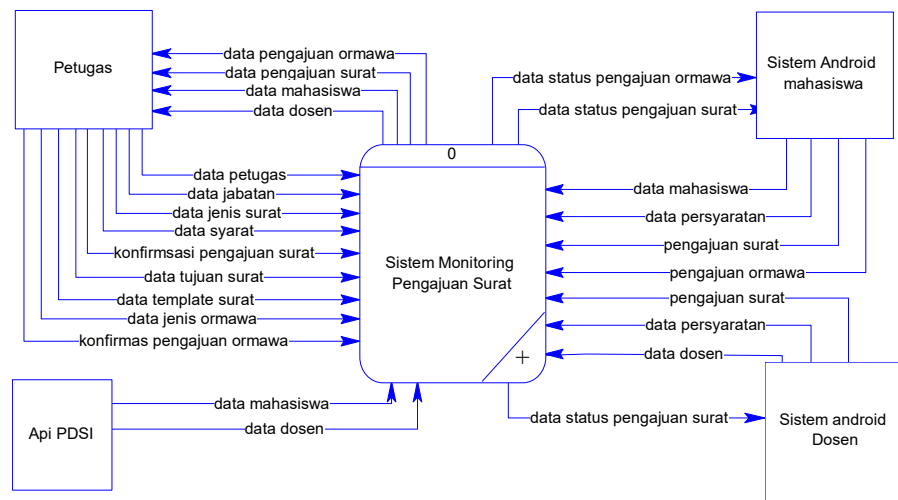 Petugas
data pengajuan ormawa
data pengajuan surat
data mahasiswa
data dosen
data status pengajuan ormawa
data status pengajuan surat
Sistem Android
mahasiswa
0
Sistem Monitoring
Pengajuan Surat
+
data petugas
data jabatan
data jenis surat
data syarat
konfirmsasi pengajuan surat
data tujuan surat
data template surat
data jenis ormawa
konfirmas pengajuan ormawa
data mahasiswa
data persyaratan
pengajuan surat
pengajuan ormawa
pengajuan surat
data persyaratan
data dosen
Api PDSI
data mahasiswa
data dosen
data status pengajuan surat
Sistem android
Dosen